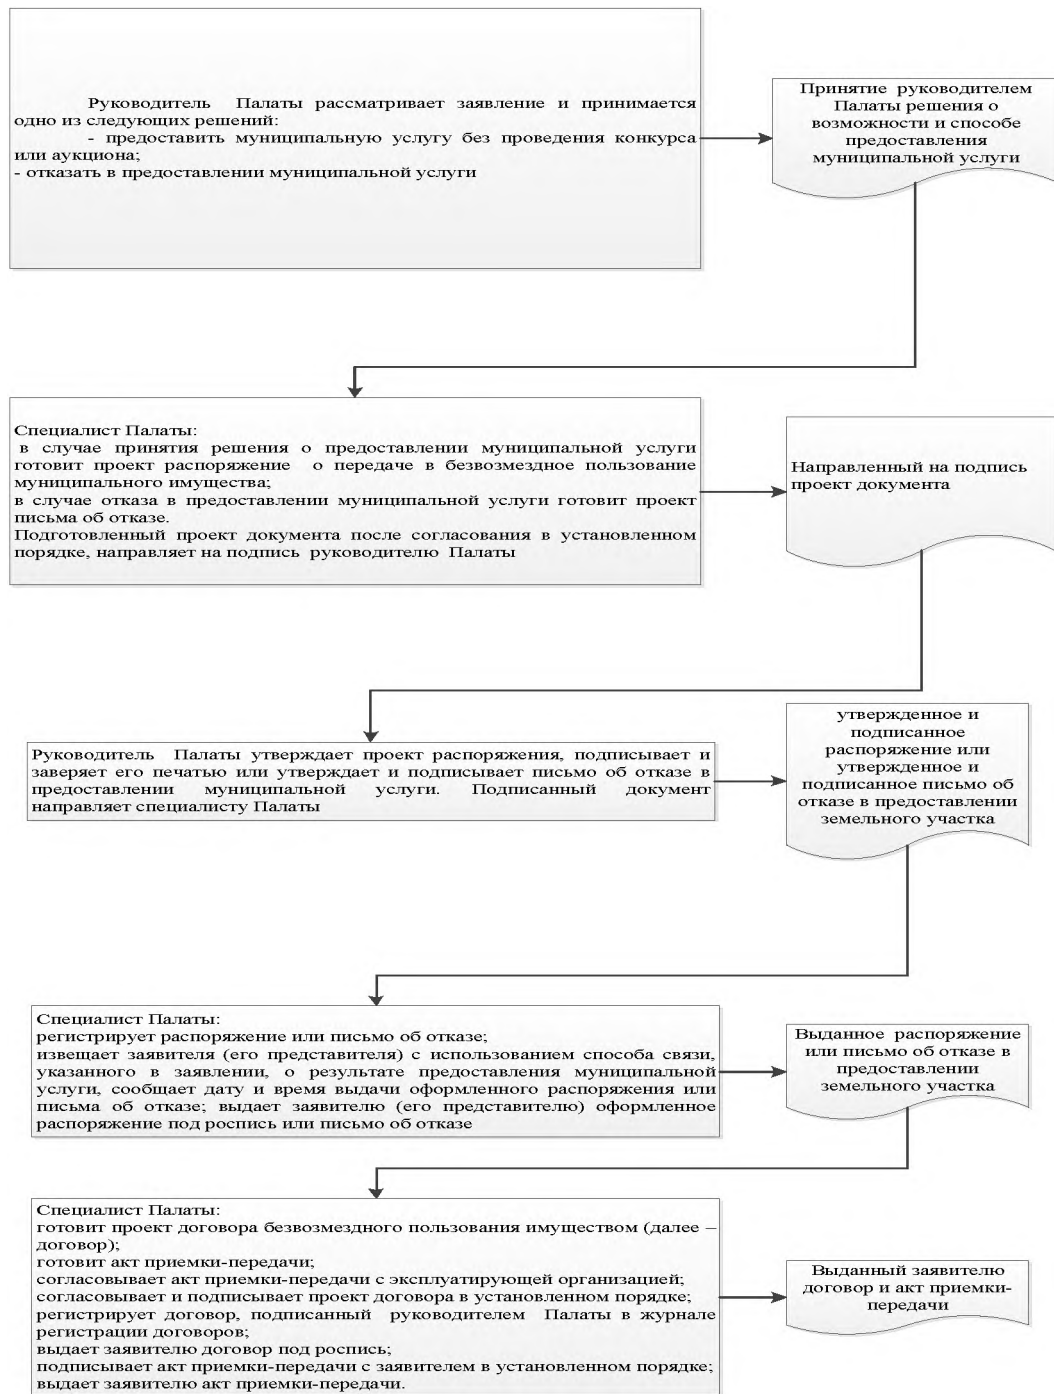 Руководитель Палаты рассматривает заявление и принимается
одно из следующих решений:
- предоставить муниципальную услугу без проведения конкурса
или аукциона;
- отказать в предоставлении муниципальной услуги
Принятие руководителем
Палаты решения о
возможности и способе
предоставления
муниципальной услуги
Специалист Палаты:
в случае принятия решения о предоставлении муниципальной услуги
готовит проект распоряжение о передаче в безвозмездное пользование
муниципального имущества;
в случае отказа в предоставлении муниципальной услуги готовит проект
письма об отказе.
Подготовленный проект документа после согласования в установленном
порядке, направляет на подпись руководителю Палаты
Направленный на подпись
проект документа
Руководитель Палаты утверждает проект распоряжения, подписывает и
заверяет его печатью или утверждает и подписывает письмо об отказе в
предоставлении муниципальной услуги. Подписанный документ
направляет специалисту Палаты
утвержденное и
подписанное
распоряжение или
утвержденное и
подписанное письмо об
отказе в предоставлении
земельного участка
Специалист Палаты:
регистрирует распоряжение или письмо об отказе;
извещает заявителя (его представителя) с использованием способа связи,
указанного в заявлении, о результате предоставления муниципальной
услуги, сообщает дату и время выдачи оформленного распоряжения или
письма об отказе; выдает заявителю (его представителю) оформленное
распоряжение под роспись или письмо об отказе
Выданное распоряжение
или письмо об отказе в
предоставлении
земельного участка
Специалист Палаты:
готовит проект договора безвозмездного пользования имуществом (далее –
договор);
готовит акт приемки-передачи;
согласовывает акт приемки-передачи с эксплуатирующей организацией;
согласовывает и подписывает проект договора в установленном порядке;
регистрирует договор, подписанный руководителем Палаты в журнале
регистрации договоров;
выдает заявителю договор под роспись;
подписывает акт приемки-передачи с заявителем в установленном порядке;
выдает заявителю акт приемки-передачи.
Выданный заявителю
договор и акт приемки-
передачи